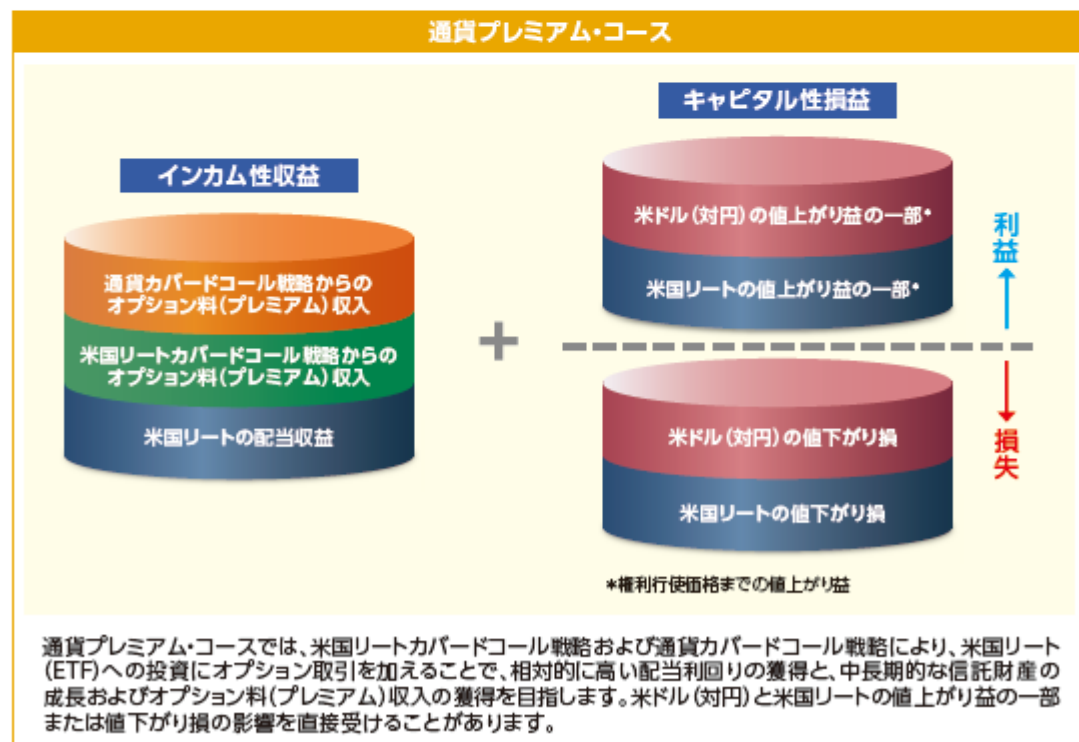 通貨プレミアム・コース
インカム性収益
通貨カバードコール戦略からの
オプション料(プレミアム)収入
米国リートカバードコール戦略からの
オプション料(プレミアム)収入
米国リートの配当収益
+
キャピタル性損益
米ドル(対円)の値上がり益の一部*
米国リートの値上がり益の一部*
利益
米ドル(対円)の値下がり損
米国リートの値下がり損
損失
*権利行使価格までの値上がり益
通貨プレミアム・コースでは、米国リートカバードコール戦略および通貨カバードコール戦略により、米国リート
(ETF)への投資にオプション取引を加えることで、相対的に高い配当利回りの獲得と、中長期的な信託財産の
成長およびオプション料(プレミアム)収入の獲得を目指します。米ドル(対円)と米国リートの値上がり益の一部
または値下がり損の影響を直接受けることがあります。